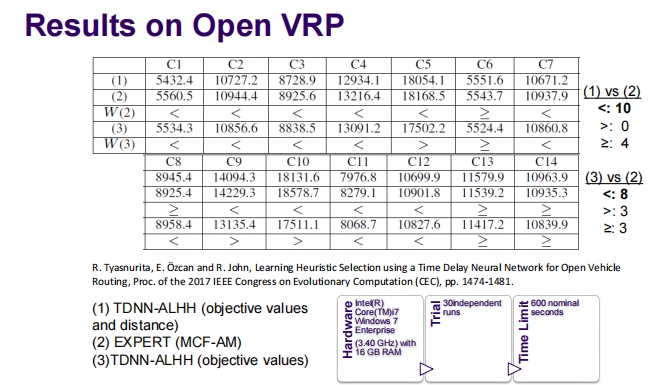 Results on Open VRP
C1 C2 C3 C4 C5 C6 C7
(1) 5432.4 10727.2 8728.9 12934.1 18054.1 5551.6 10671.2
(2) 5560.5 10944.4 8925.6 13216.4 18168.5 5543.7 10937.9
W(2) < < < < < ≥ <
(3) 5534.3 10856.6 8838.5 13091.2 17502.2 5524.4 10860.8
W(3) < < < < > ≥ <
C8 C9 C10 C11 C12 C13 C14
8945.4 14094.3 18131.6 7976.8 10699.9 11579.9 10963.9
8925.4 14229.3 18578.7 8279.1 10901.8 11539.2 10935.3
≥ < < < < ≥ ≥
8958.4 13135.4 17511.1 8068.7 10827.6 11417.2 10839.9
< > > < < ≥ ≥
(1) vs (2)
<: 10
>: 0
≥: 4
(3) vs (2)
<: 8
>: 3
≥: 3
R. Tyasnurita, E. Özcan and R. John, Learning Heuristic Selection using a Time Delay Neural Network for Open Vehicle
Routing, Proc. of the 2017 IEEE Congress on Evolutionary Computation (CEC), pp. 1474-1481.
(1) TDNN-ALHH (objective values
and distance)
(2) EXPERT (MCF-AM)
(3)TDNN-ALHH (objective values)
Hardware
Intel(R)
Core(TM)i7
Windows 7
Enterprise
(3.40 GHz) with
16 GB RAM
Trial
30independent
runs
Time Limit
600 nominal
seconds